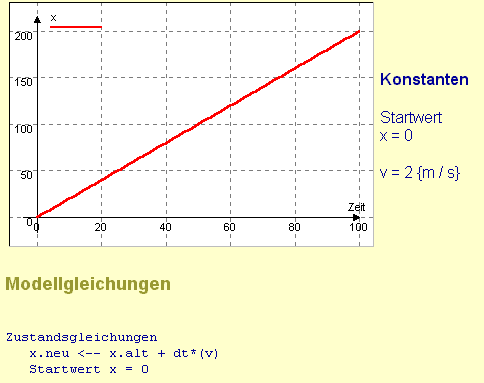 x
200
150
100
50
0
Zeit
0 20 40 60 80 100
Konstanten
Startwert
x = 0
v = 2 {m / s}
Modellgleichungen
Zustandsgleichungen
x.neu <-- x.alt + dt*(v)
Startwert x = 0